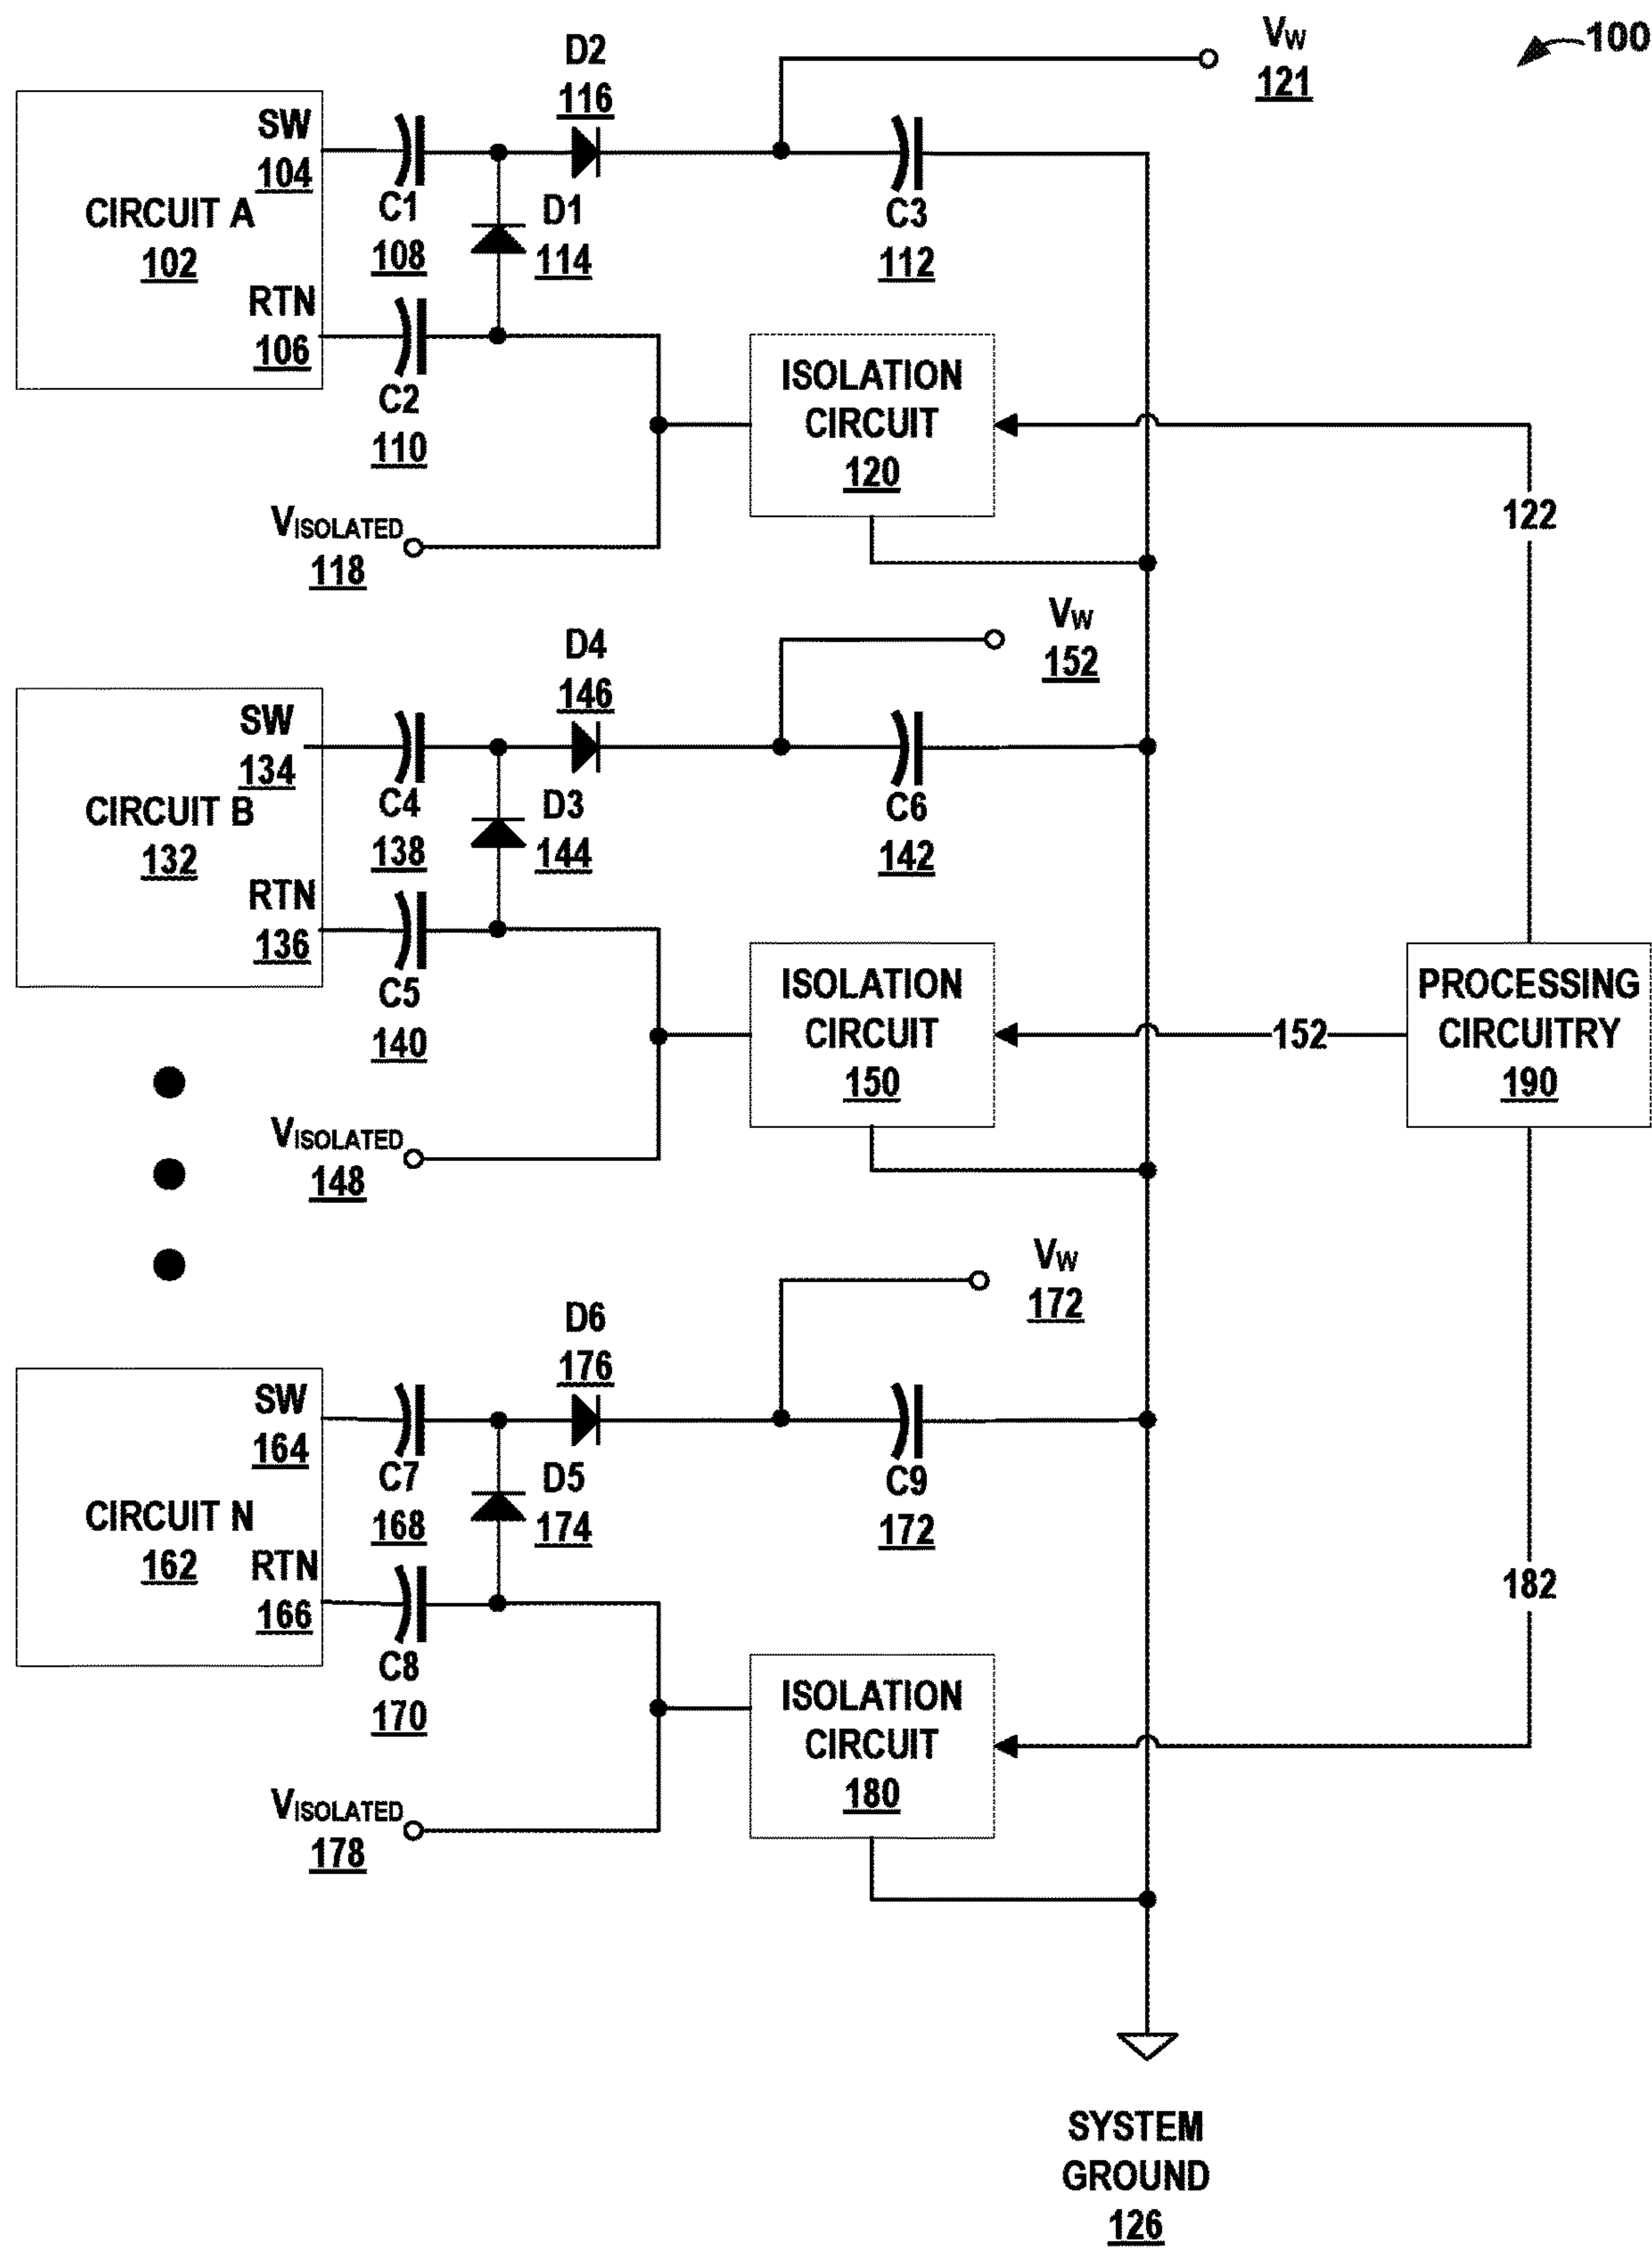 100
VW
121
D2
116
SW
104
CIRCUIT A
102
RTN
106
C1
108
D1
114
C3
112
C2
110
ISOLATION
CIRCUIT
120
VISOLATED
118
122
VW
152
D4
146
SW
134
CIRCUIT B
132
RTN
136
C4
138
D3
144
C6
142
C5
140
ISOLATION
CIRCUIT
150
152
PROCESSING
CIRCUITRY
190
VISOLATED
148
VW
172
D6
176
SW
164
CIRCUIT N
162
RTN
166
C7
168
D5
174
C9
172
C8
170
182
ISOLATION
CIRCUIT
180
VISOLATED
178
SYSTEM
GROUND
126